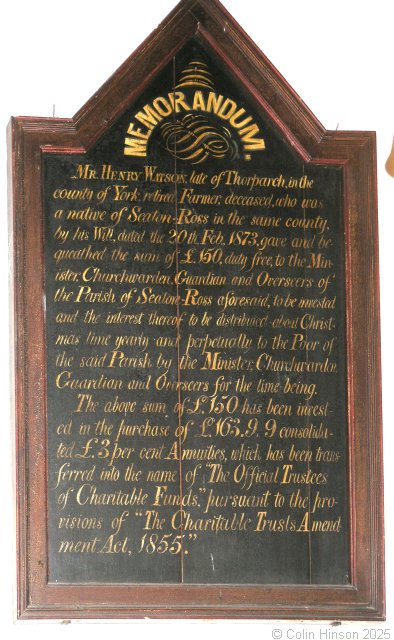 MEMORANDUM.
MR. HENRY WATSON, late of Thorparch, in the
county of York retired Farmer, deceased, who was
a native of Seaton-Ross in the same county,
by his Will, dated the 20th Feb. 1873, gave and be-
queathed the sum of £.150, duty free, to the Min-
ister, Churchwarden, Guardian and Overseers of
the Parish of Seaton-Ross aforesaid, to be invested
and the interest thereof to be distributed about Christ-
mas time yearly and perpetually to the Poor of
the said Parish by the Minister, Churchwarden,
Guardian and Overseers for the time being.
The above sum of £.150 has been invest-
ed in the purchase of £.163,9,9 consolida-
ted £.3 per cent Annuities, which has been trans-
ferred into the name of "The Official Trustees
of Charitable Funds," pursuant to the pro-
visions of "The Charitable Trusts Amend-
ment Act, 1855."
© Colin Hinson 2025